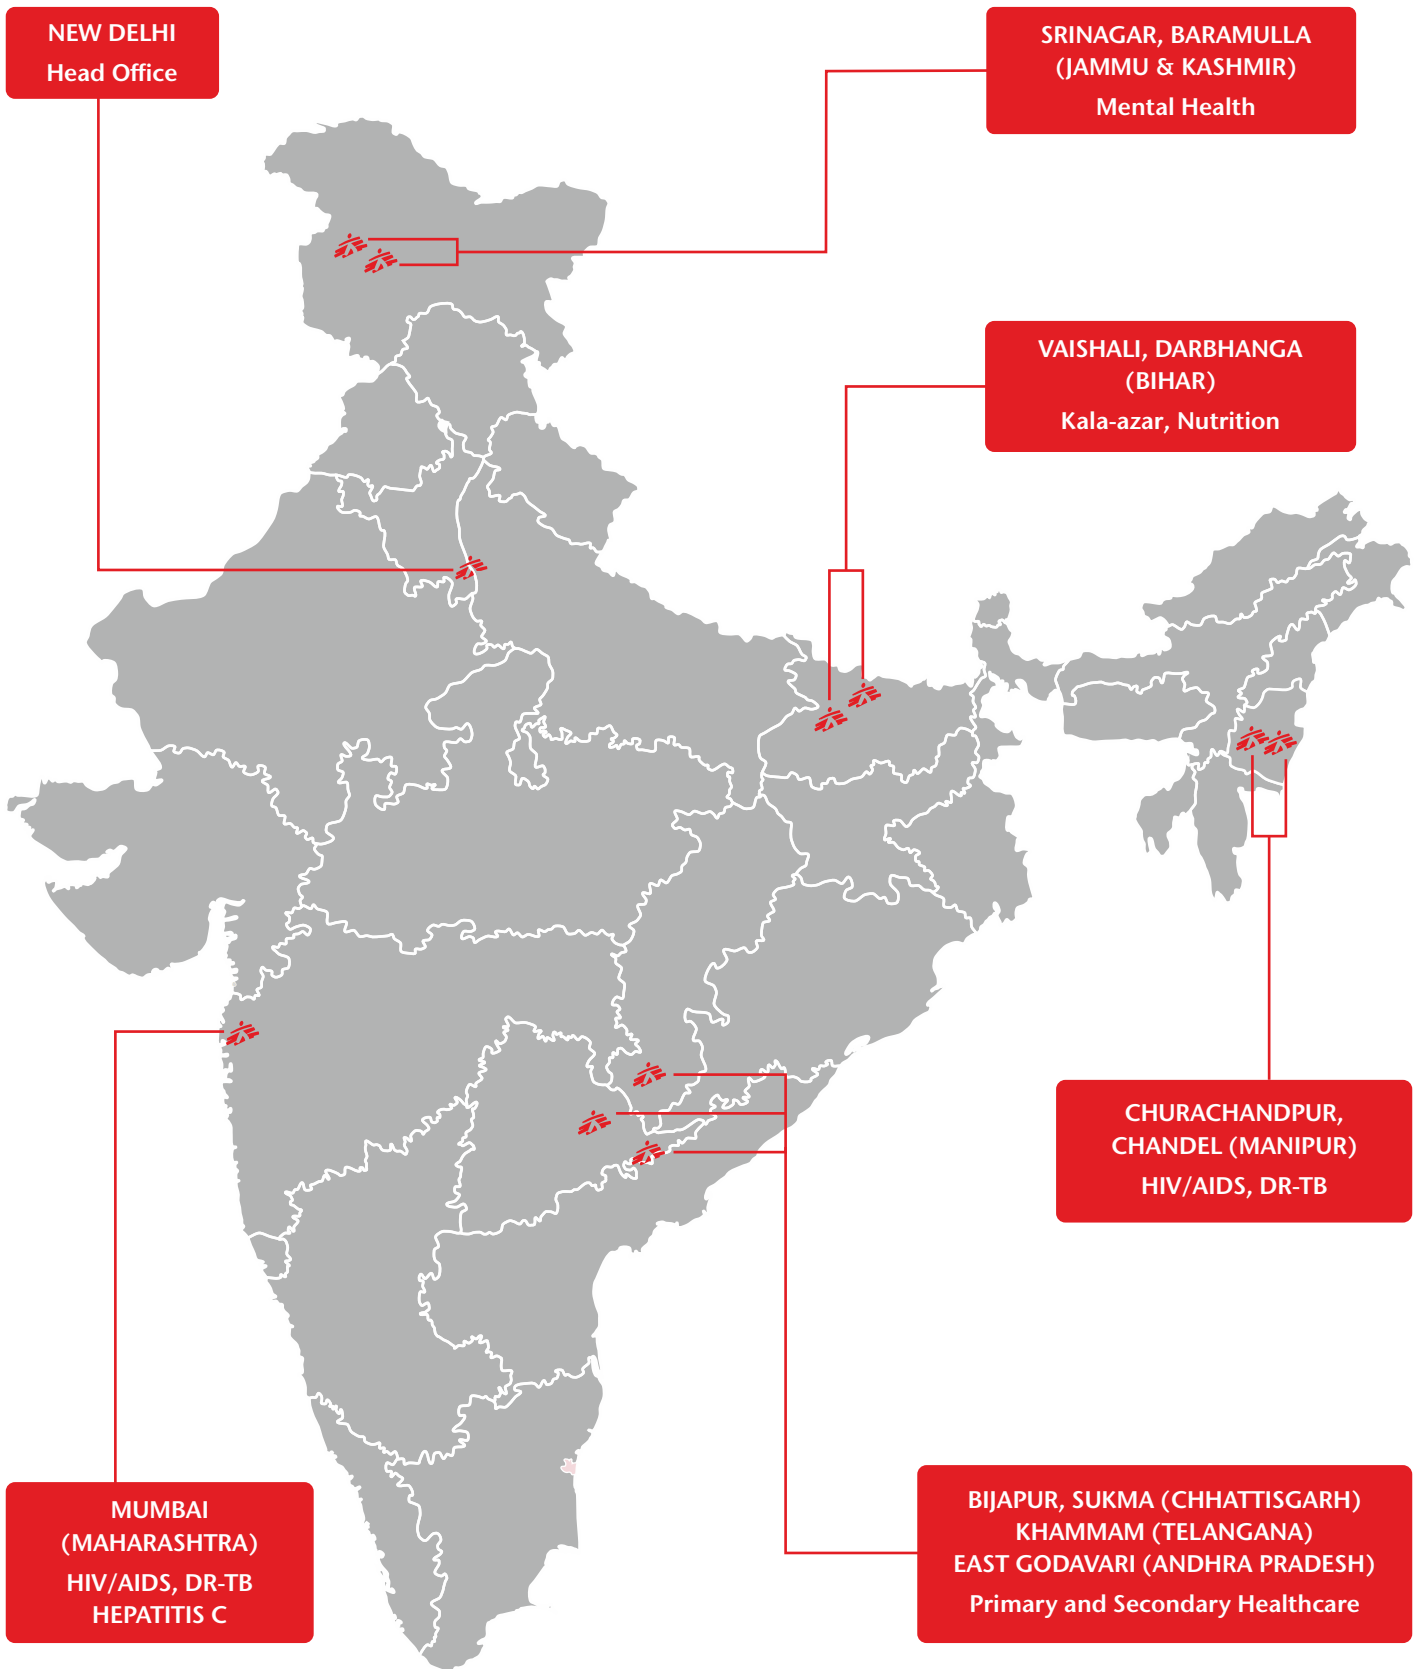 NEW DELHI
Head Office
SRINAGAR, BARAMULLA
(JAMMU & KASHMIR)
Mental Health
VAISHALI, DARBHANGA
(BIHAR)
Kala-azar, Nutrition
CHURACHANDPUR,
CHANDEL (MANIPUR)
HIV/AIDS, DR-TB
MUMBAI
(MAHARASHTRA)
HIV/AIDS, DR-TB
HEPATITIS C
BIJAPUR, SUKMA (CHHATTISGARH)
KHAMMAM (TELANGANA)
EAST GODAVARI (ANDHRA PRADESH)
Primary and Secondary Healthcare